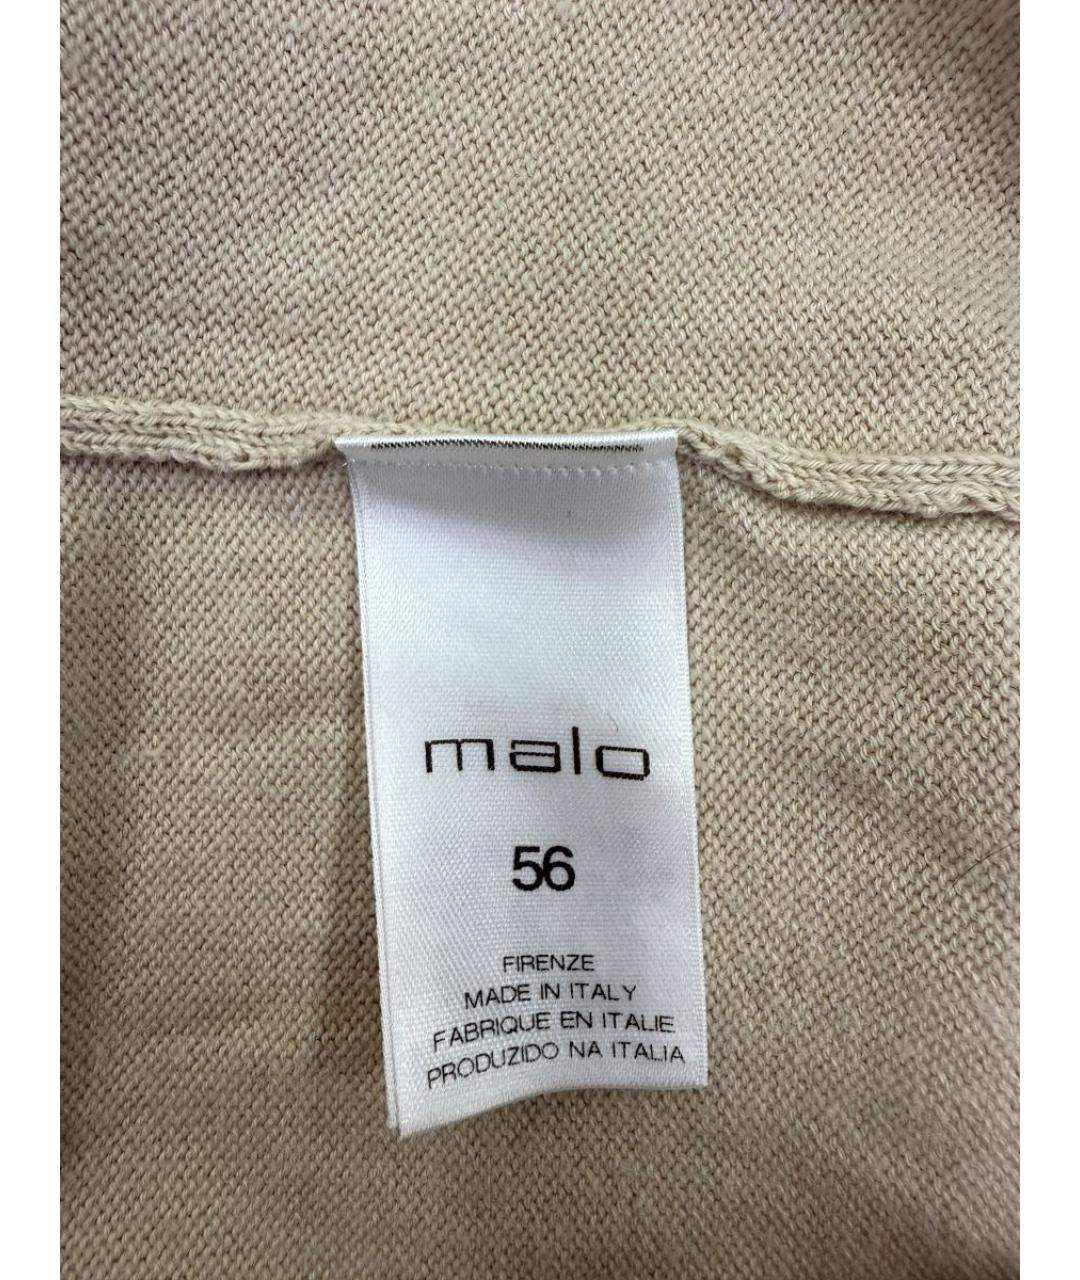 malo
56
FIRENZE
MADE IN ITALY
FABRIQUE EN ITALIE
PRODUZIDO NA ITALIA